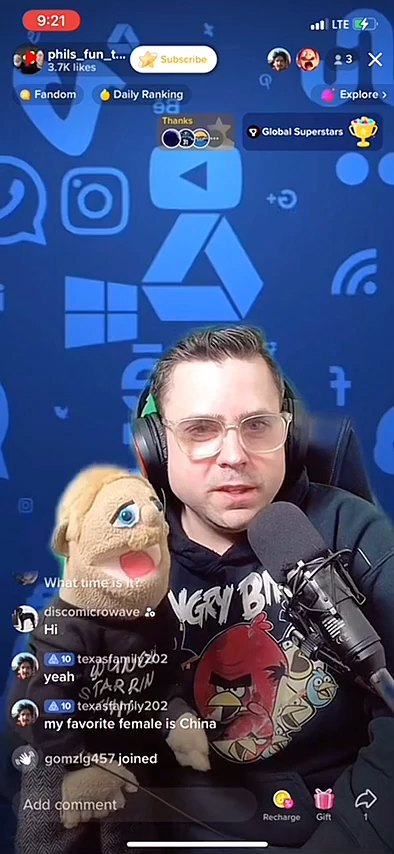 9:21
LTE
phils_fun_t...
3.7K likes
Subscribe
3
Fandom
Daily Ranking
Explore >
Thanks
Global Superstars
What time is it?
discomicrowave
Hi
10 texasfamily202
yeah
10 texasfamily202
my favorite female is China
gomzlg457 joined
Add comment
Recharge
Gift
1